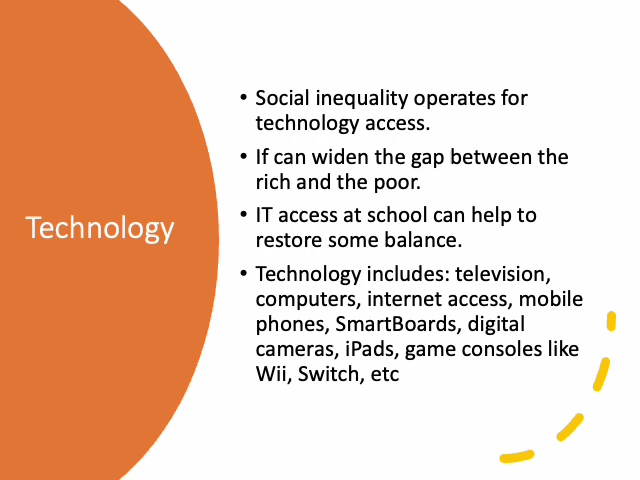 Technology
• Social inequality operates for
technology access.
• If can widen the gap between the
rich and the poor.
• IT access at school can help to
restore some balance.
• Technology includes: television,
computers, internet access, mobile
phones, SmartBoards, digital
cameras, iPads, game consoles like
Wii, Switch, etc